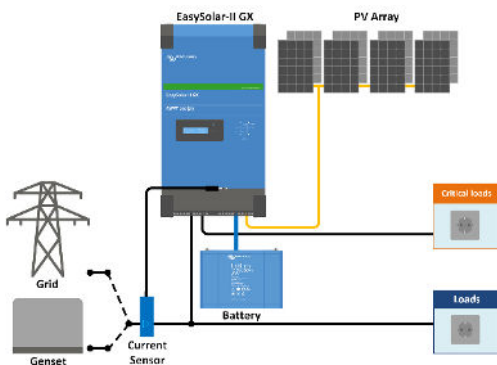 EasySolar-II GX
PV Array
Critical loads
Grid
Battery
Loads
Current
Sensor
Genset